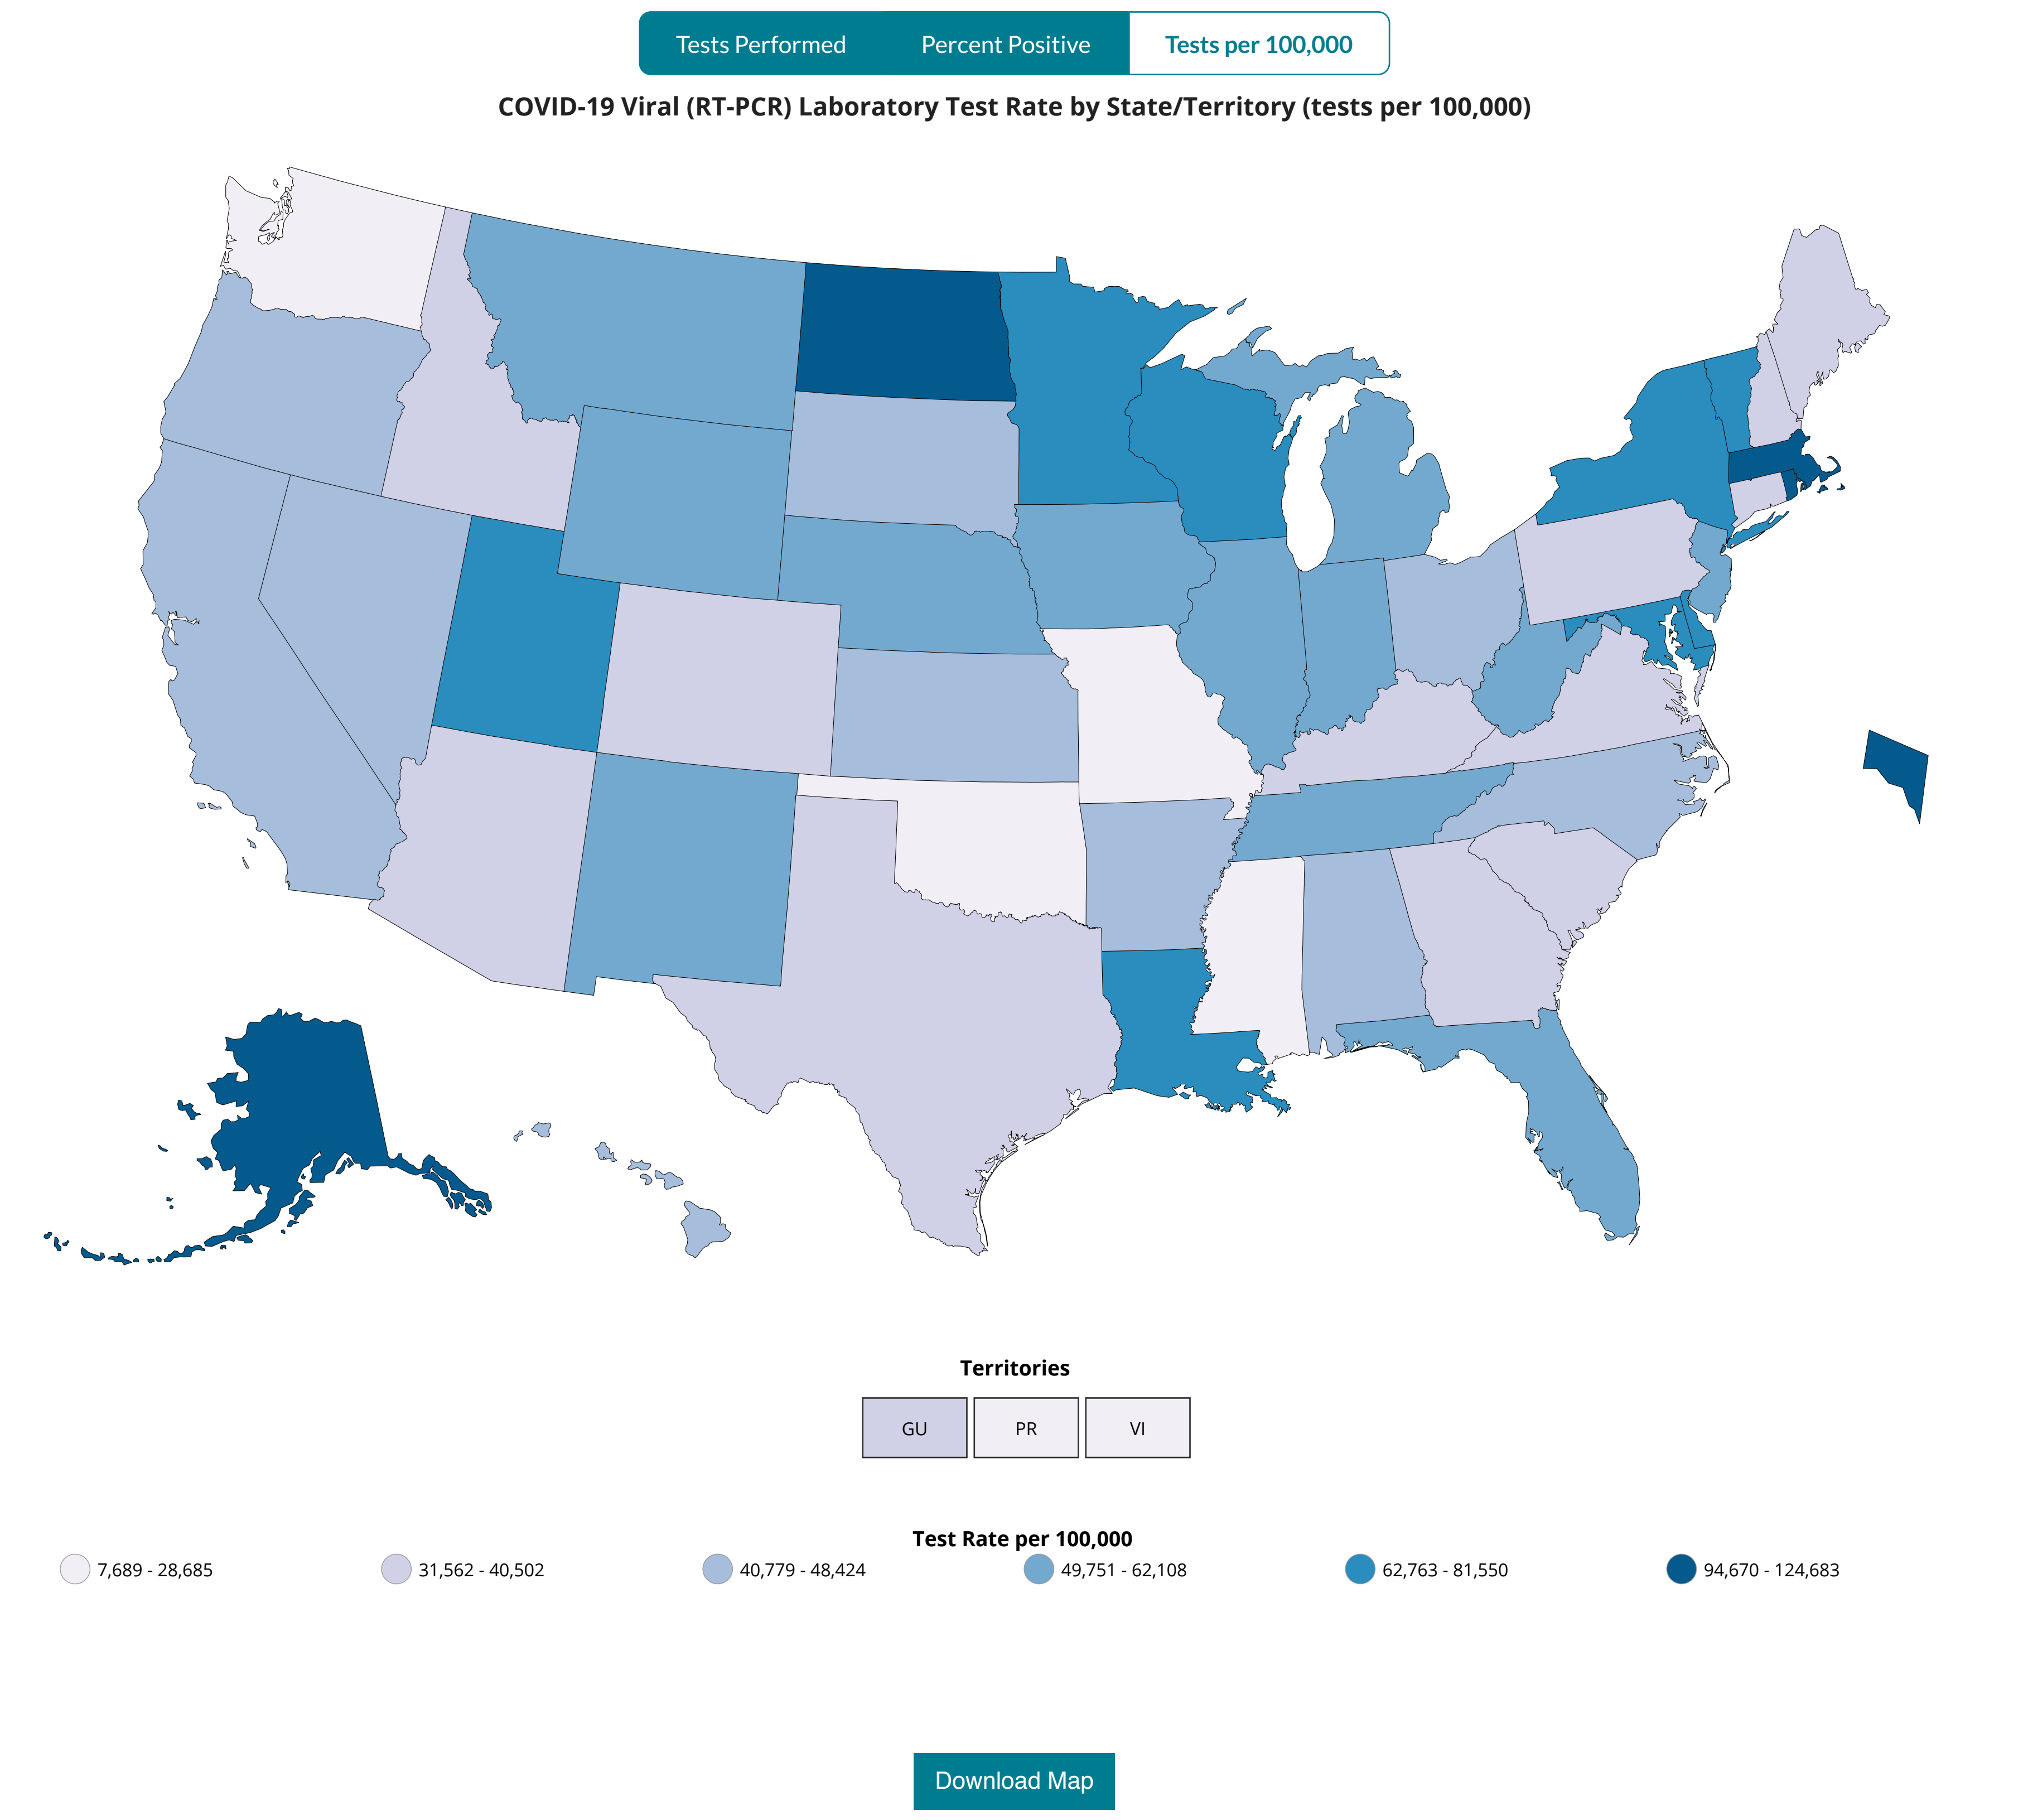 Tests Performed Percent Positive Tests per 100,000
COVID-19 Viral (RT-PCR) Laboratory Test Rate by State/Territory (tests per 100,000)
Territories
GU PR VI
Test Rate per 100,000
7,689 - 28,685 31,562 - 40,502 40,779 - 48,424 49,751 - 62,108 62,763 - 81,550 94,670 - 124,683
Download Map